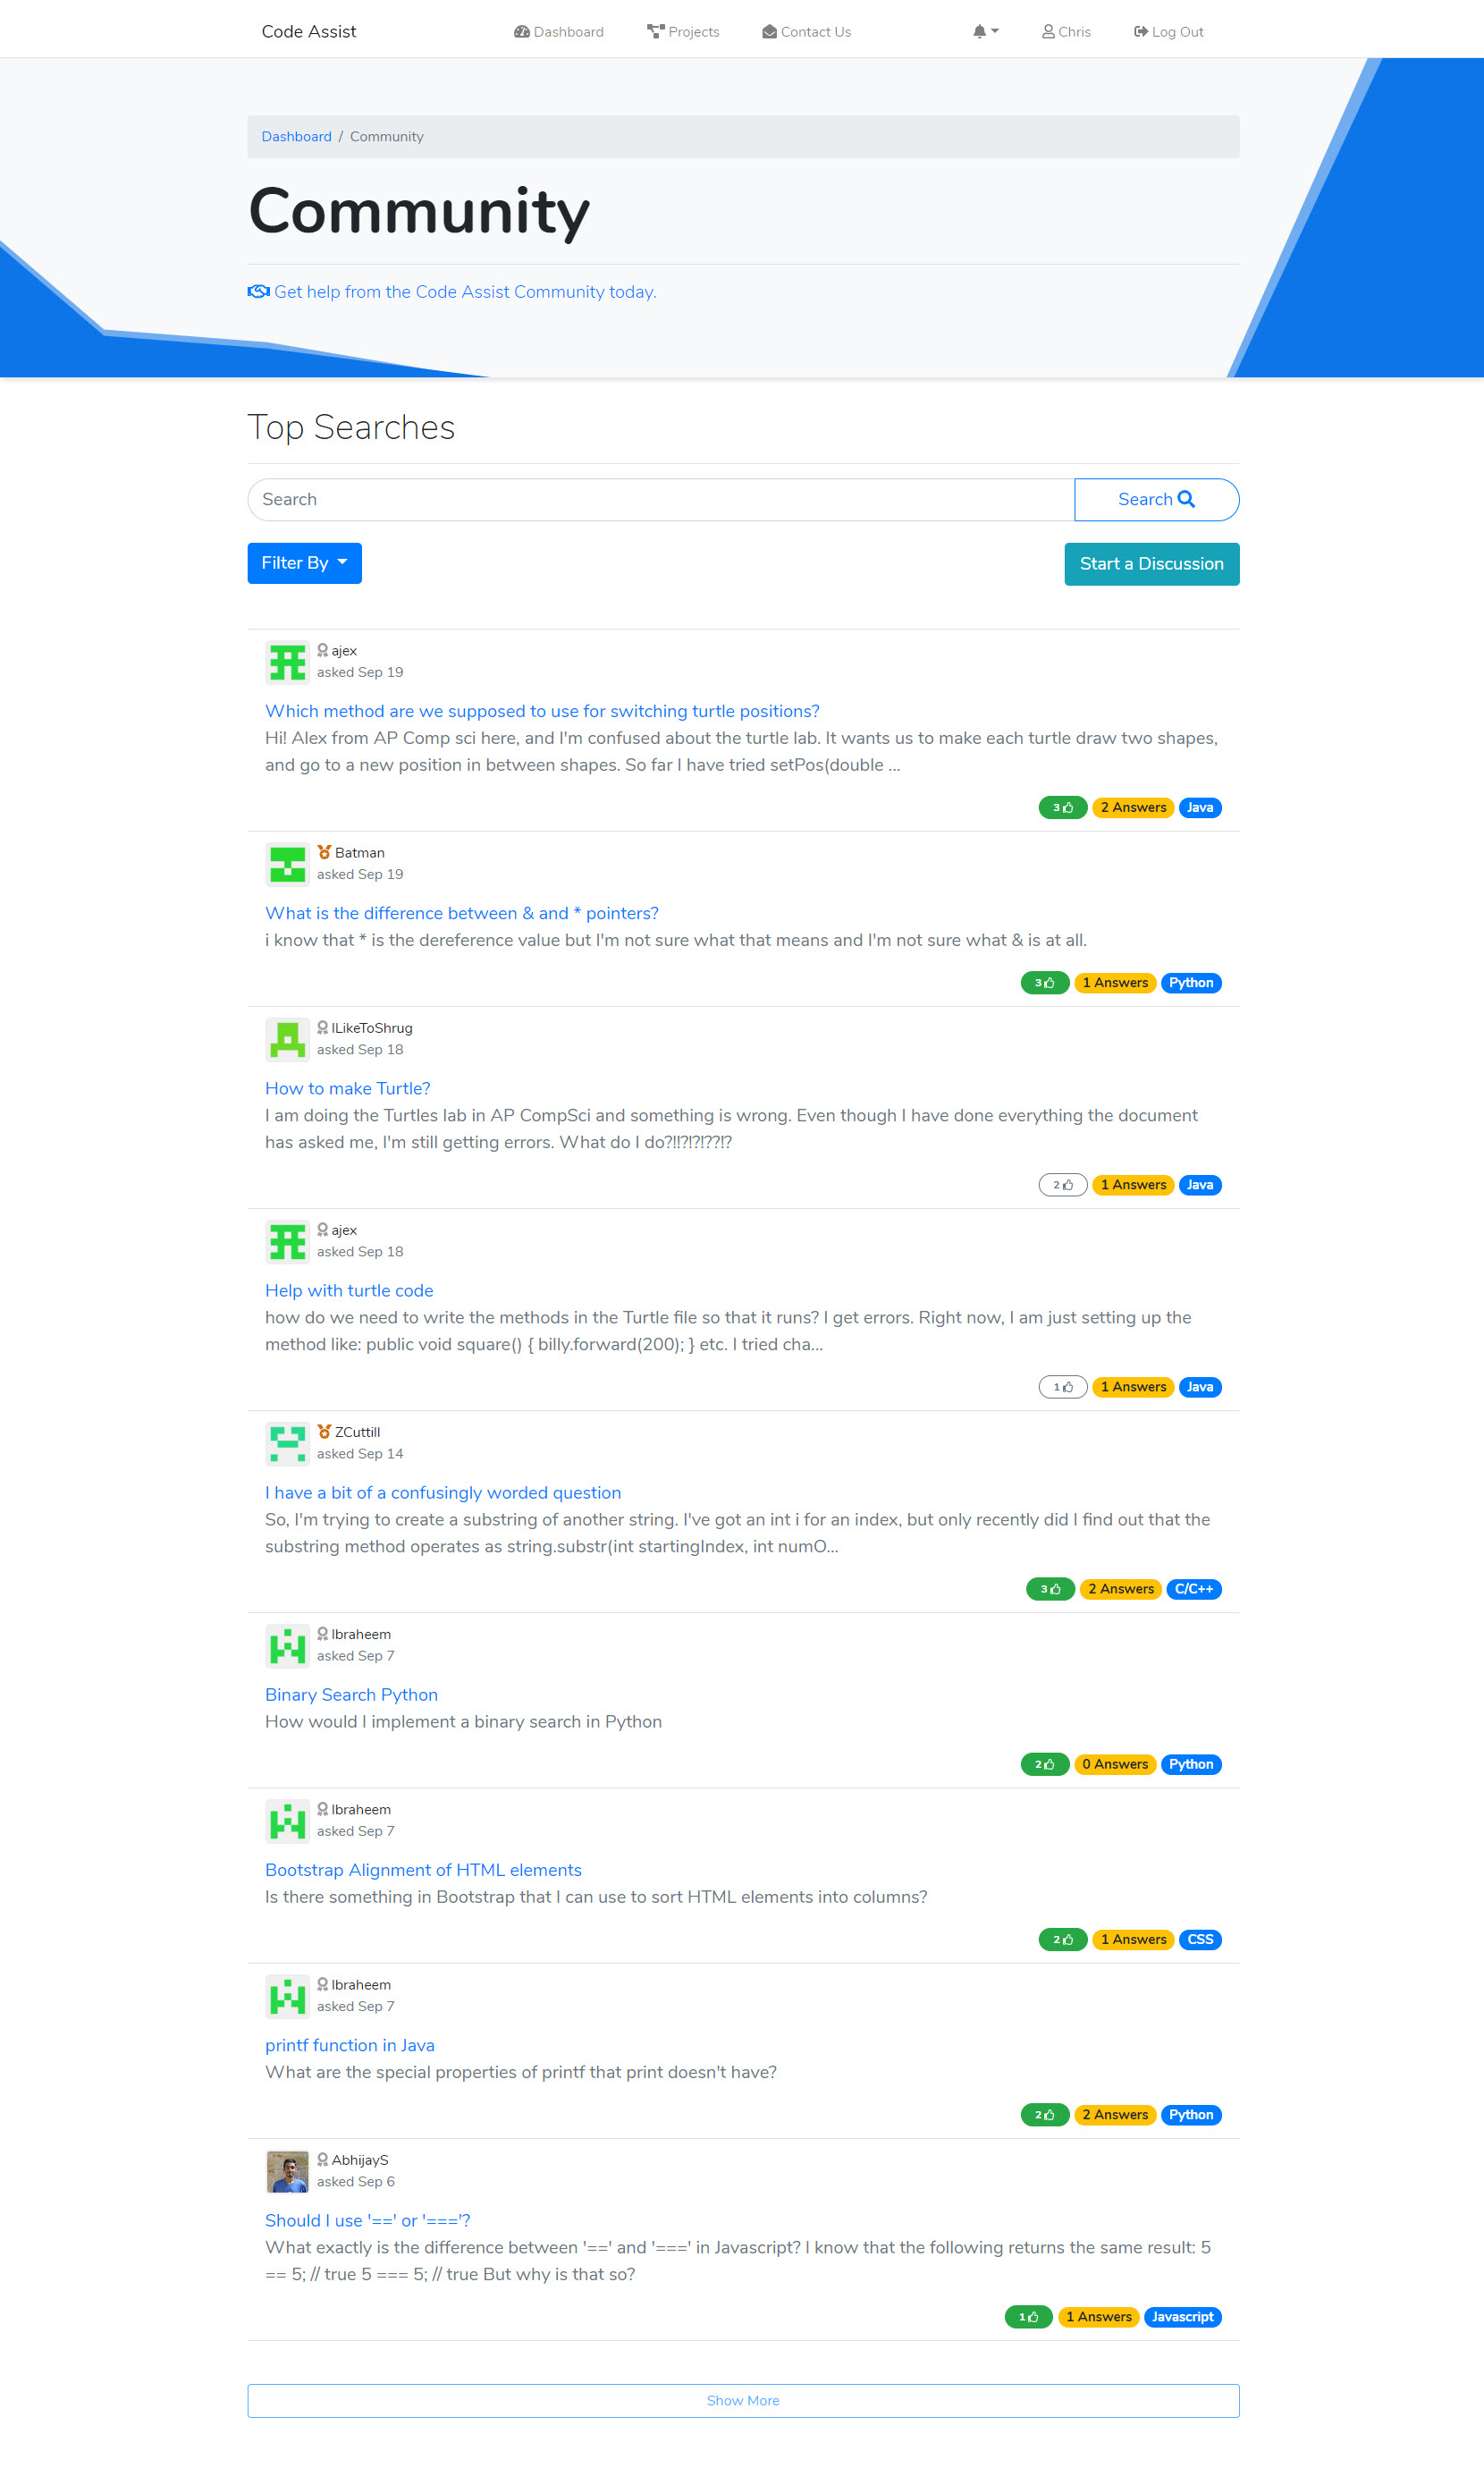 Code Assist
Dashboard
Projects
Contact Us
Chris
Log Out
Dashboard / Community
Community
Get help from the Code Assist Community today.
Top Searches
Search
Search
Filter By
Start a Discussion
ajex
asked Sep 19
Which method are we supposed to use for switching turtle positions?
Hi! Alex from AP Comp sci here, and I'm confused about the turtle lab. It wants us to make each turtle draw two shapes,
and go to a new position in between shapes. So far I have tried setPos(double ...
3
2 Answers
Java
Batman
asked Sep 19
What is the difference between & and * pointers?
i know that * is the dereference value but I'm not sure what that means and I'm not sure what & is at all.
3
1 Answers
Python
ILikeToShrug
asked Sep 18
How to make Turtle?
I am doing the Turtles lab in AP CompSci and something is wrong. Even though I have done everything the document
has asked me, I'm still getting errors. What do I do?!!?!?!??!?
2
1 Answers
Java
ajex
asked Sep 18
Help with turtle code
how do we need to write the methods in the Turtle file so that it runs? I get errors. Right now, I am just setting up the
method like: public void square() { billy.forward(200); } etc. I tried cha...
1
1 Answers
Java
ZCuttill
asked Sep 14
I have a bit of a confusingly worded question
So, I'm trying to create a substring of another string. I've got an int i for an index, but only recently did I find out that the
substring method operates as string.substr(int startingIndex, int numO...
3
2 Answers
C/C++
Ibraheem
asked Sep 7
Binary Search Python
How would I implement a binary search in Python
2
0 Answers
Python
Ibraheem
asked Sep 7
Bootstrap Alignment of HTML elements
Is there something in Bootstrap that I can use to sort HTML elements into columns?
2
1 Answers
CSS
Ibraheem
asked Sep 7
printf function in Java
What are the special properties of printf that print doesn't have?
2
2 Answers
Python
AbhijayS
asked Sep 6
Should I use '==' or '==='?
What exactly is the difference between '==' and '===' in Javascript? I know that the following returns the same result: 5
== 5; // true 5 === 5; // true But why is that so?
1
1 Answers
Javascript
Show More